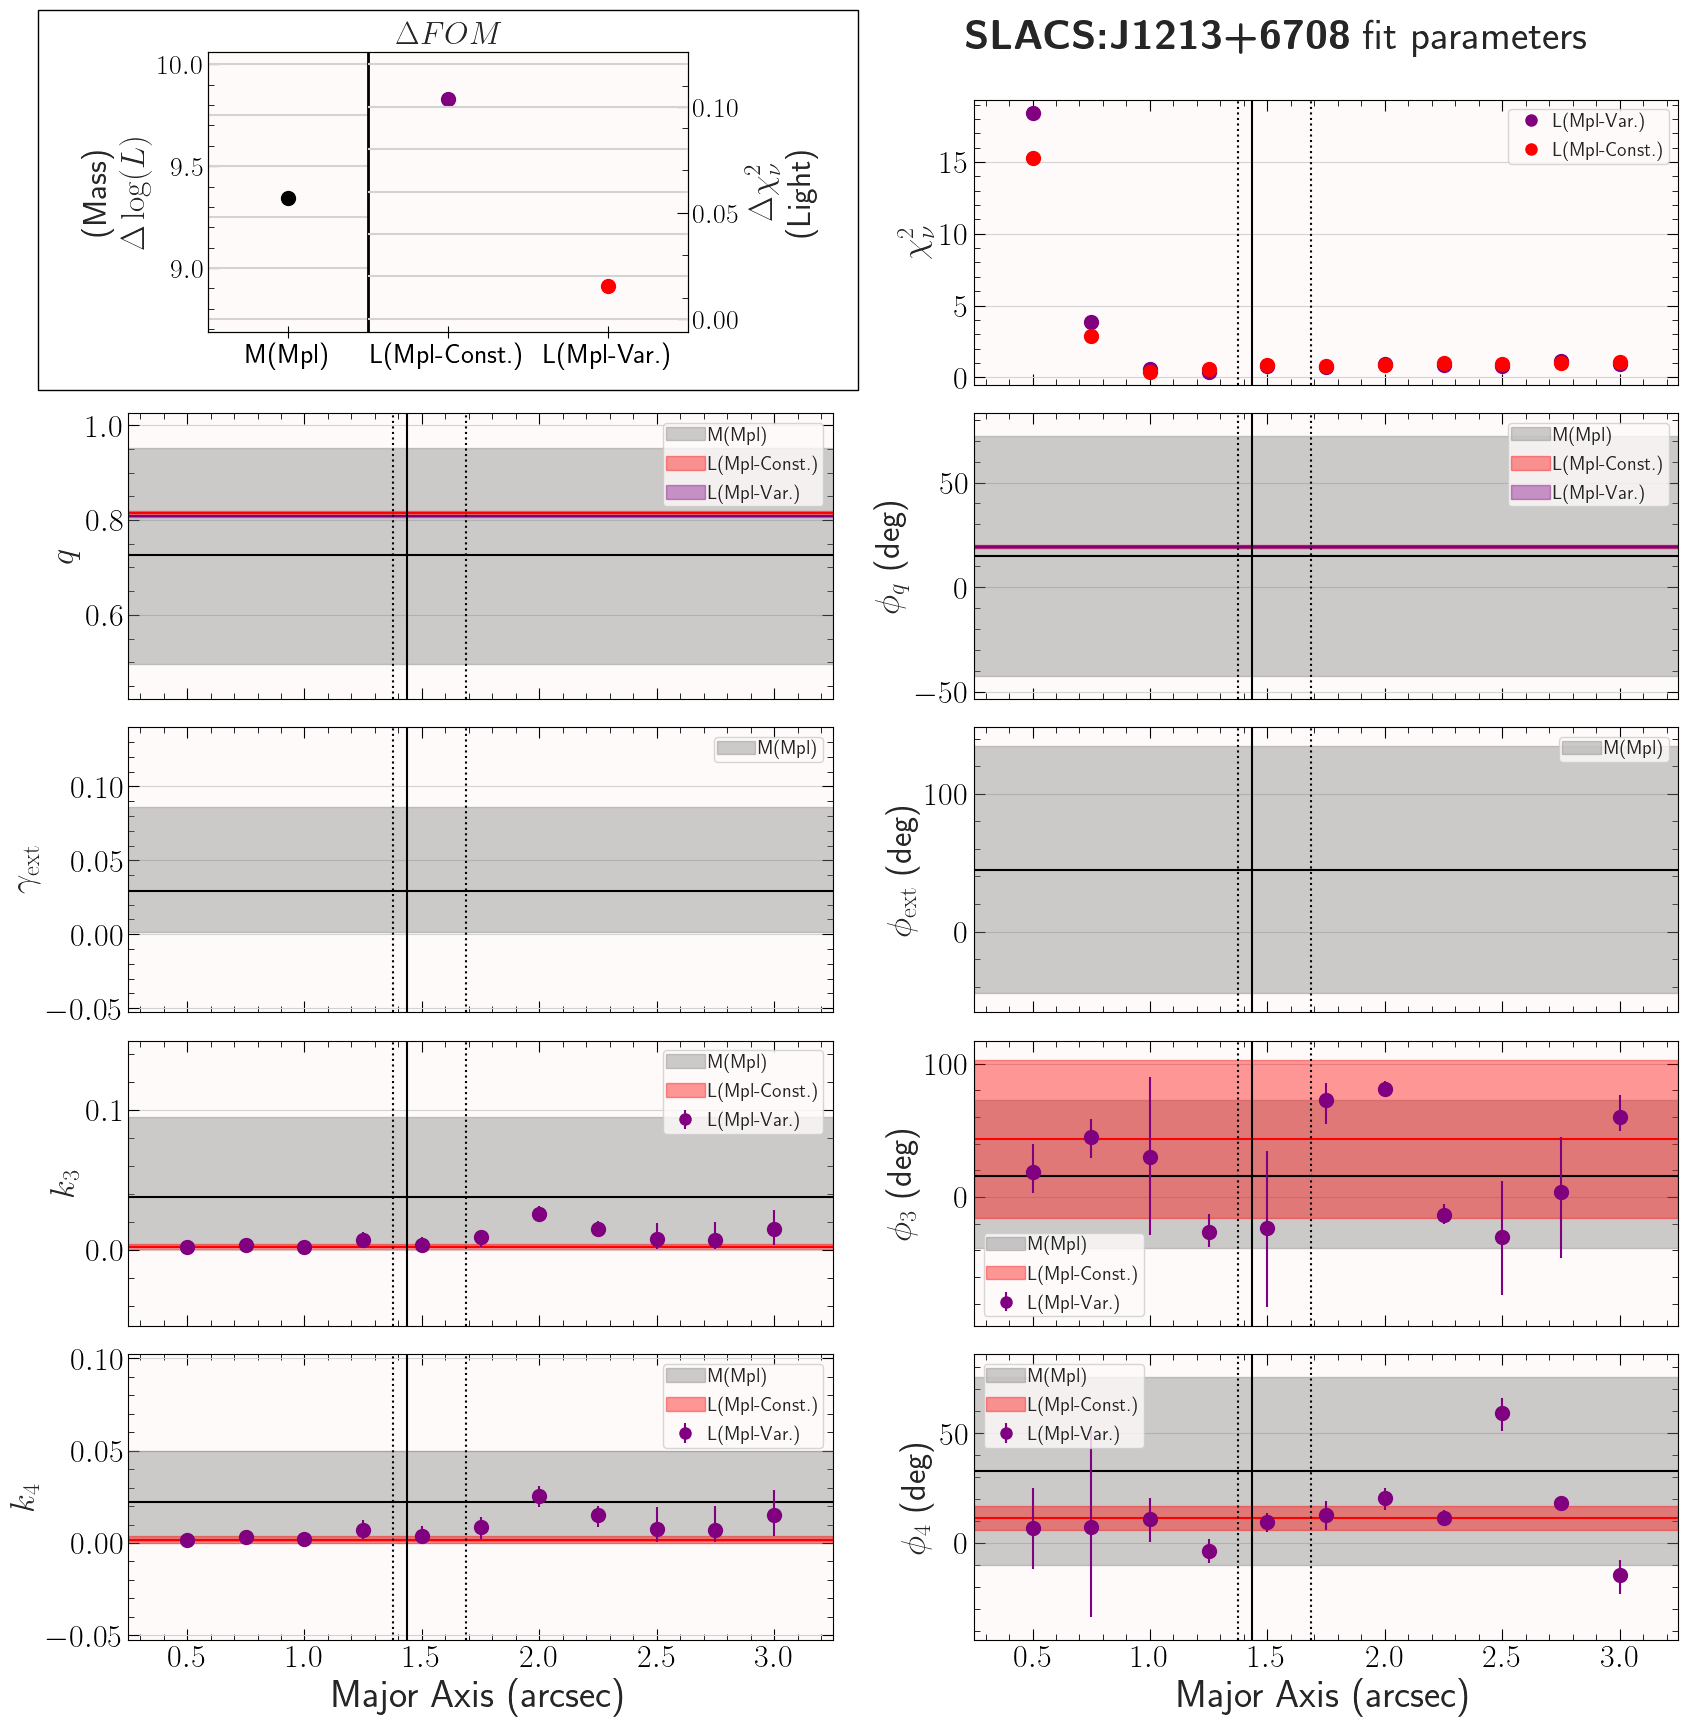 ΔFOM
SLACS:J1213+6708 fit parameters
(Mass)
Δ log(L)
10.0
9.5
9.0
0.10
0.05
0.00
Δχ²ᵥ
(Light)
M(Mpl)
L(Mpl-Const.)
L(Mpl-Var.)
χ²ᵥ
15
10
5
0
L(Mpl-Var.)
L(Mpl-Const.)
q
1.0
0.8
0.6
M(Mpl)
L(Mpl-Const.)
L(Mpl-Var.)
ϕq (deg)
50
0
−50
M(Mpl)
L(Mpl-Const.)
L(Mpl-Var.)
γext
0.10
0.05
0.00
−0.05
M(Mpl)
ϕext (deg)
100
0
M(Mpl)
k3
0.1
0.0
M(Mpl)
L(Mpl-Const.)
L(Mpl-Var.)
ϕ3 (deg)
100
0
M(Mpl)
L(Mpl-Const.)
L(Mpl-Var.)
k4
0.10
0.05
0.00
−0.05
M(Mpl)
L(Mpl-Const.)
L(Mpl-Var.)
0.5 1.0 1.5 2.0 2.5 3.0
Major Axis (arcsec)
ϕ4 (deg)
50
0
M(Mpl)
L(Mpl-Const.)
L(Mpl-Var.)
0.5 1.0 1.5 2.0 2.5 3.0
Major Axis (arcsec)